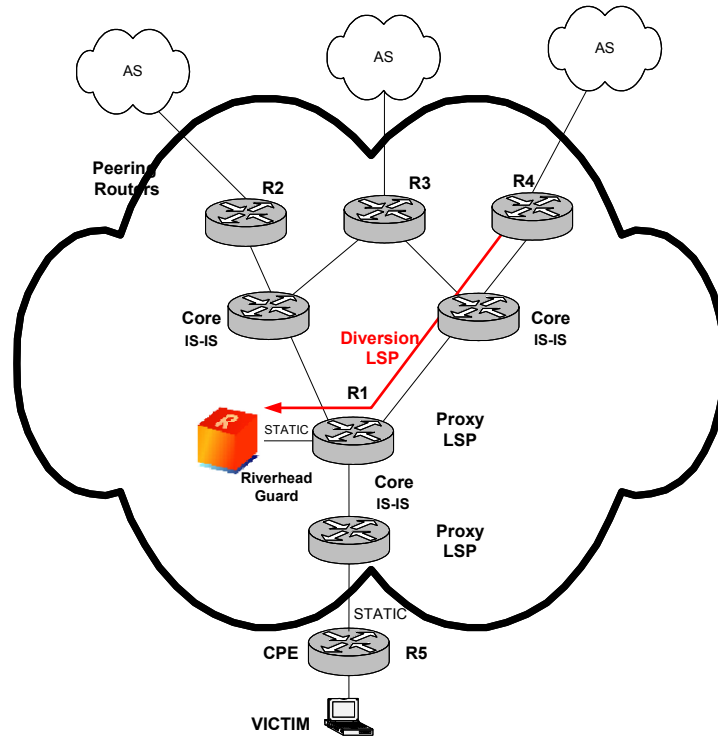 AS
AS
AS
Peering
Routers
R2
R3
R4
Core
IS-IS
Core
IS-IS
Diversion
LSP
R1
R
STATIC
Proxy
LSP
Riverhead
Guard
Core
IS-IS
Proxy
LSP
STATIC
CPE
R5
VICTIM